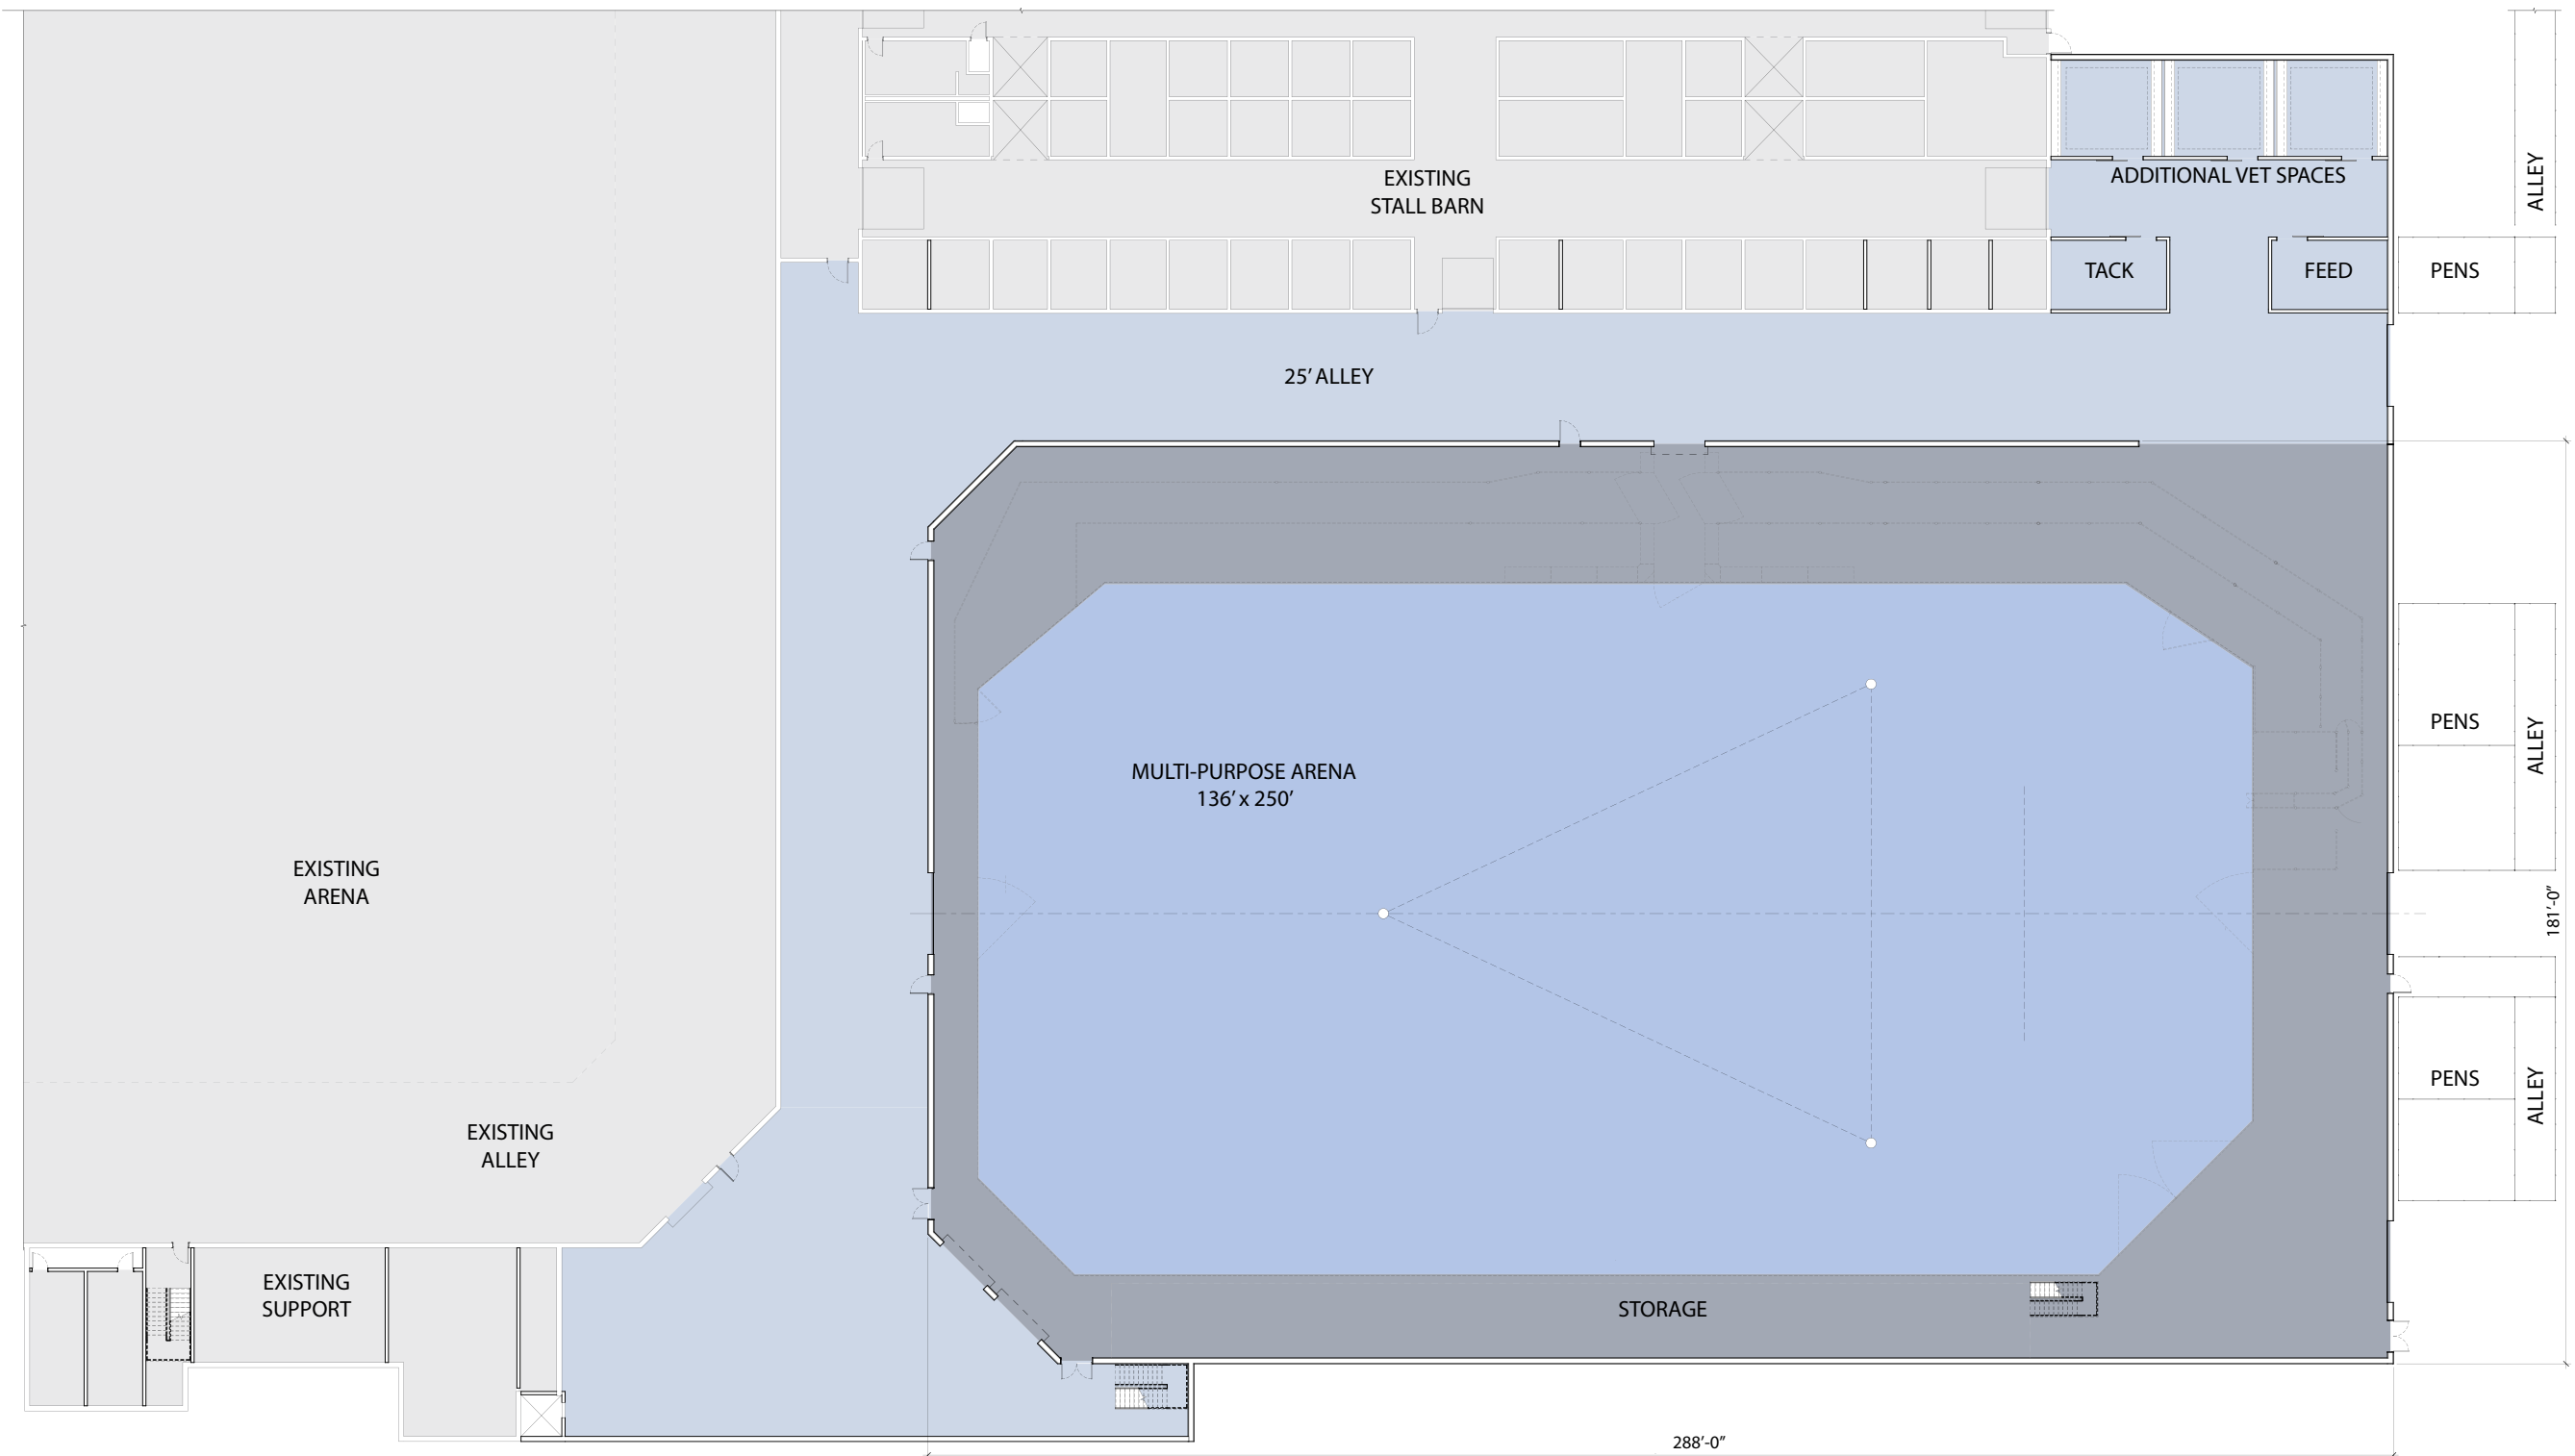 EXISTING
STALL BARN
ADDITIONAL VET SPACES
ALLEY
TACK
FEED
PENS
25’ ALLEY
MULTI-PURPOSE ARENA
136’ x 250’
PENS
ALLEY
EXISTING
ARENA
181’-0”
EXISTING
ALLEY
PENS
ALLEY
EXISTING
SUPPORT
STORAGE
288’-0”